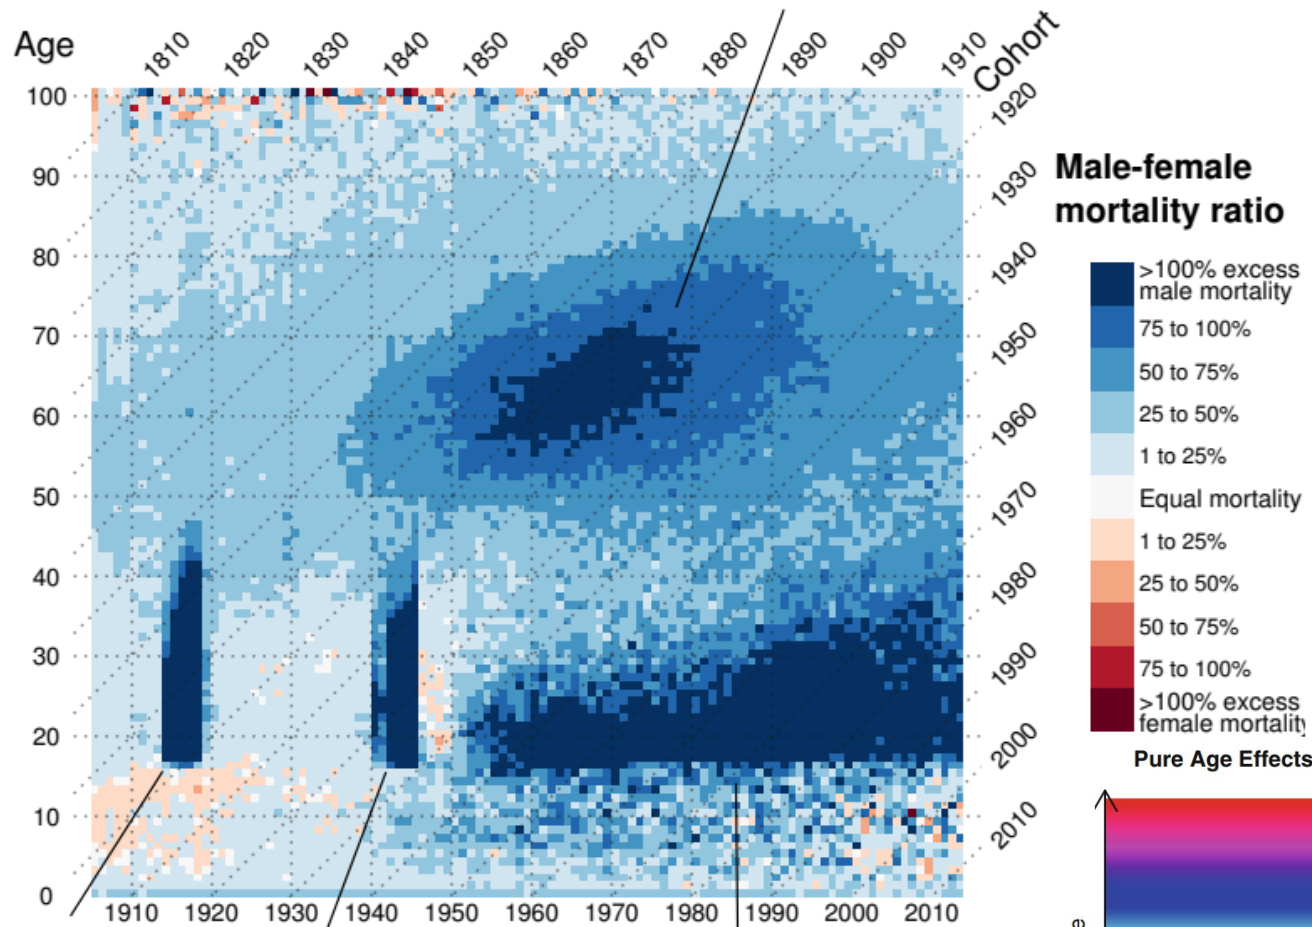 Age
1810 1820 1830 1840 1850 1860 1870 1880 1890 1900 1910
Cohort
100
90
80
70
60
50
40
30
20
10
0
1920
1930
1940
1950
1960
1970
1980
1990
2000
2010
1910 1920 1930 1940 1950 1960 1970 1980 1990 2000 2010
Male-female
mortality ratio
>100% excess
male mortality
75 to 100%
50 to 75%
25 to 50%
1 to 25%
Equal mortality
1 to 25%
25 to 50%
50 to 75%
75 to 100%
>100% excess
female mortality
Pure Age Effects
e